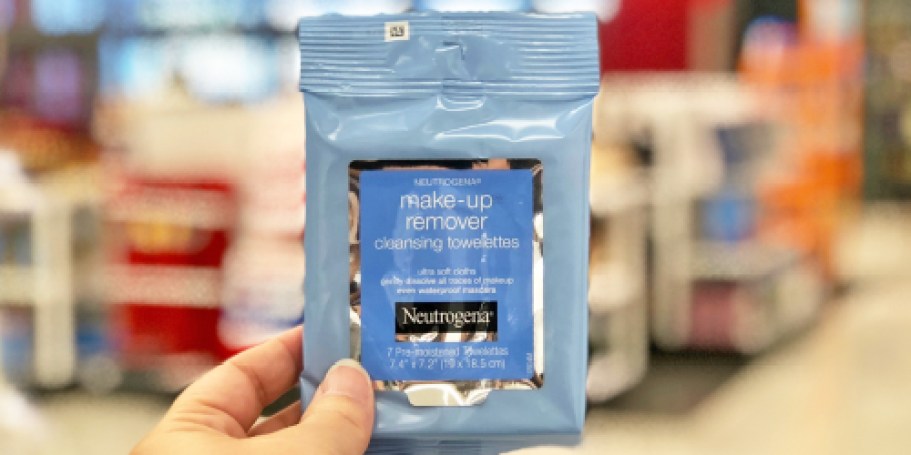 NEUTROGENA®
make-up
remover
cleansing towelettes
ultra soft cloths
gently dissolve all traces of makeup
even waterproof mascara
Neutrogena®
7 Pre-moistened Towelettes
7.4" x 7.2" (19 x 18.5 cm)